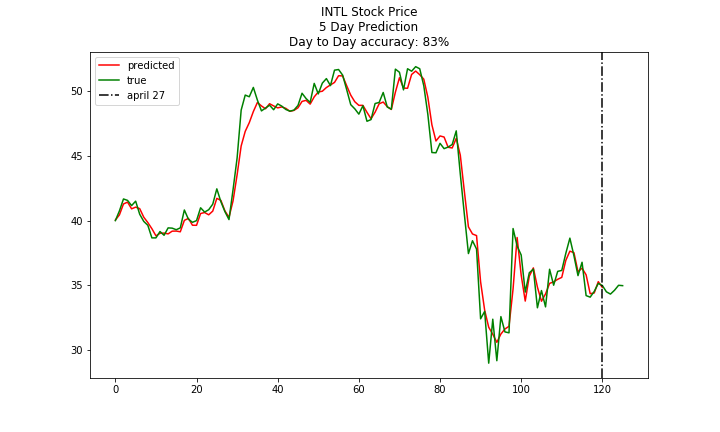 INTL Stock Price
5 Day Prediction
Day to Day accuracy: 83%
predicted
true
april 27
50
45
40
35
30
0 20 40 60 80 100 120